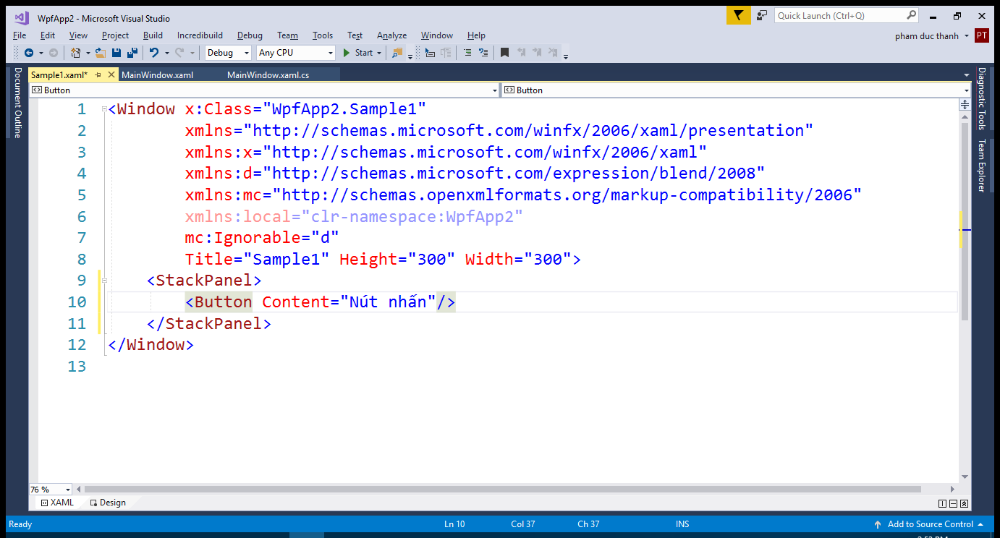 WpfApp2 - Microsoft Visual Studio
Quick Launch (Ctrl+Q)
File Edit View Project Build Incredibuild Debug Team Tools Test Analyze Window Help
pham duc thanh PT
Debug Any CPU Start
Document Outline
Sample1.xaml* MainWindow.xaml MainWindow.xaml.cs
Button Button
1 <Window x:Class="WpfApp2.Sample1"
2 xmlns="http://schemas.microsoft.com/winfx/2006/xaml/presentation"
3 xmlns:x="http://schemas.microsoft.com/winfx/2006/xaml"
4 xmlns:d="http://schemas.microsoft.com/expression/blend/2008"
5 xmlns:mc="http://schemas.openxmlformats.org/markup-compatibility/2006"
6 xmlns:local="clr-namespace:WpfApp2"
7 mc:Ignorable="d"
8 Title="Sample1" Height="300" Width="300">
9 <StackPanel>
10 <Button Content="Nút nhấn"/>
11 </StackPanel>
12 </Window>
13
Diagnostic Tools
Team Explorer
76 %
XAML Design
Ready Ln 10 Col 37 Ch 37 INS Add to Source Control